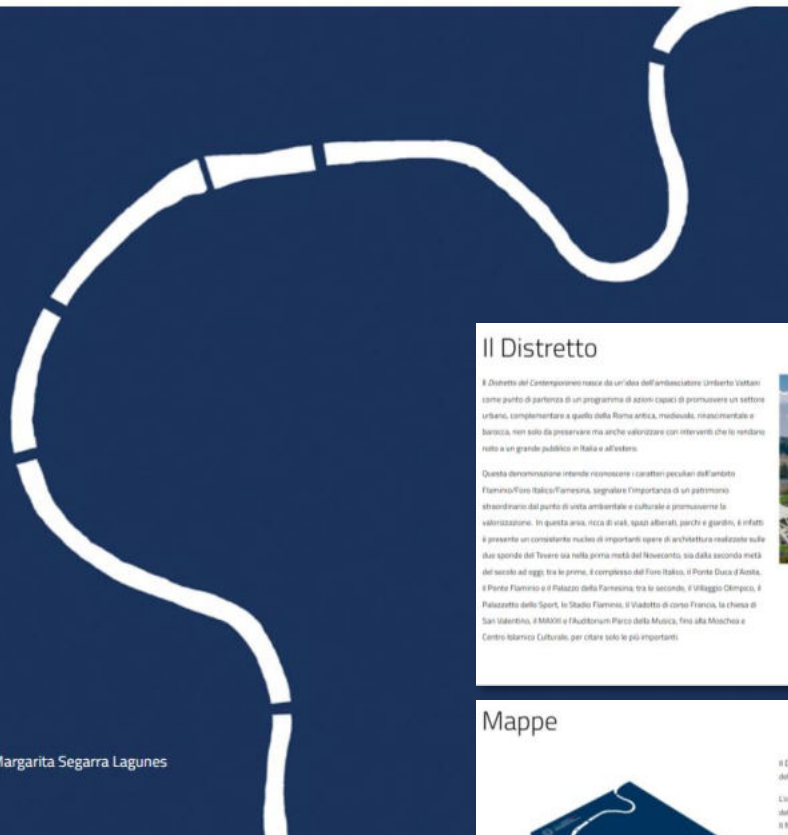 Il Distretto
Il Distretto del Contemporaneo nasce da un'idea dell'ambasciatore Umberto Vattani
come punto di partenza di un programma di azioni capaci di promuovere un settore
urbano, complementare a quello della Roma antica, medievale, rinascimentale e
barocca, non solo da preservare ma anche valorizzare con interventi che lo rendano
noto a un grande pubblico in Italia e all'estero.
Questa denominazione intende riconoscere i caratteri peculiari dell'ambito
Flaminio/Foro Italico/Farnesina, segnalare l'importanza di un patrimonio
straordinario dal punto di vista ambientale e culturale e promuoverne la
valorizzazione. In questa area, ricca di viali, spazi alberati, parchi e giardini, è infatti
presente un consistente nucleo di importanti opere di architettura realizzate sulle
due sponde del Tevere sia nella prima metà del Novecento, sia dalla seconda metà
del secolo ad oggi; tra le prime, il complesso del Foro Italico, il Ponte Duca d'Aosta,
il Ponte Flaminio e il Palazzo della Farnesina; tra le seconde, il Villaggio Olimpico, il
Palazzetto dello Sport, lo Stadio Flaminio, il Viadotto di corso Francia, la chiesa di
San Valentino, il MAXXI e l'Auditorium Parco della Musica, fino alla Moschea e
Centro Islamico Culturale, per citare solo le più importanti.
Mappe
Margarita Segarra Lagunes